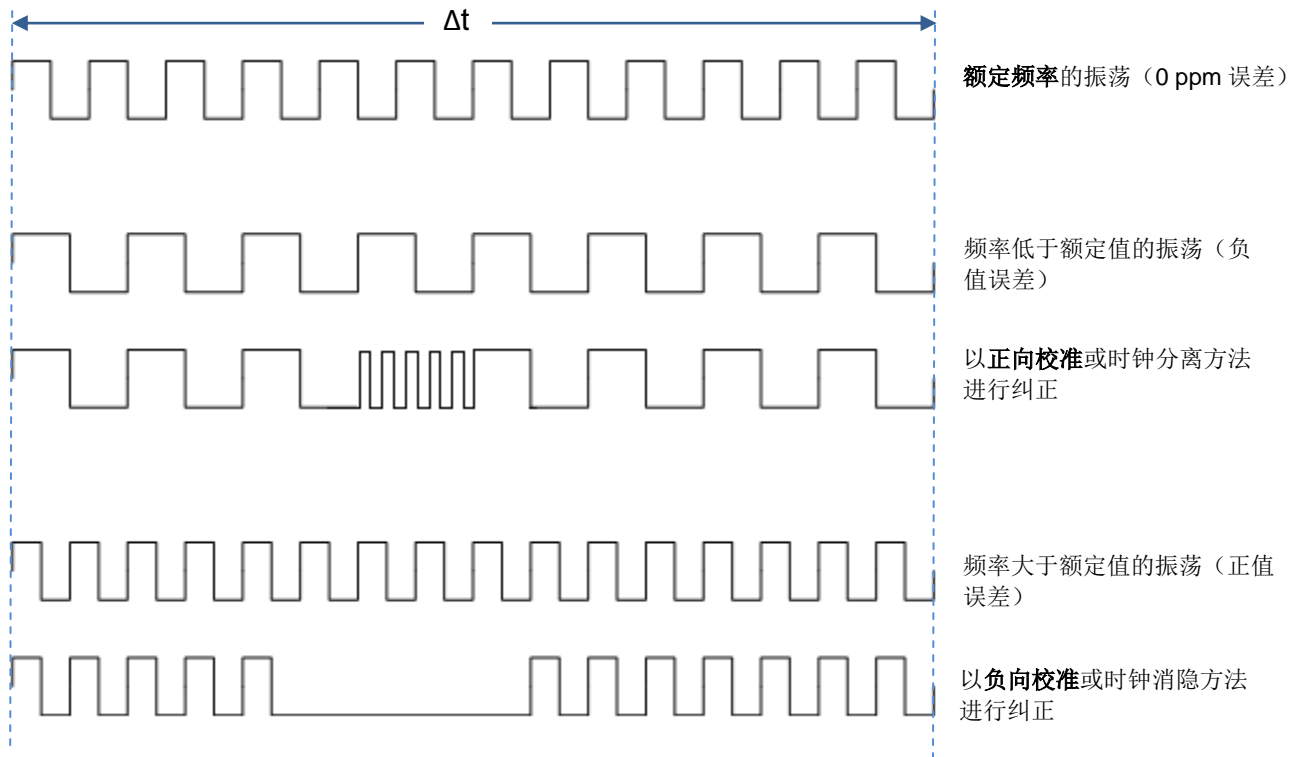 Δt
额定频率的振荡（0 ppm 误差）
频率低于额定值的振荡（负
值误差）
以正向校准或时钟分离方法
进行纠正
频率大于额定值的振荡（正值
误差）
以负向校准或时钟消隐方法
进行纠正